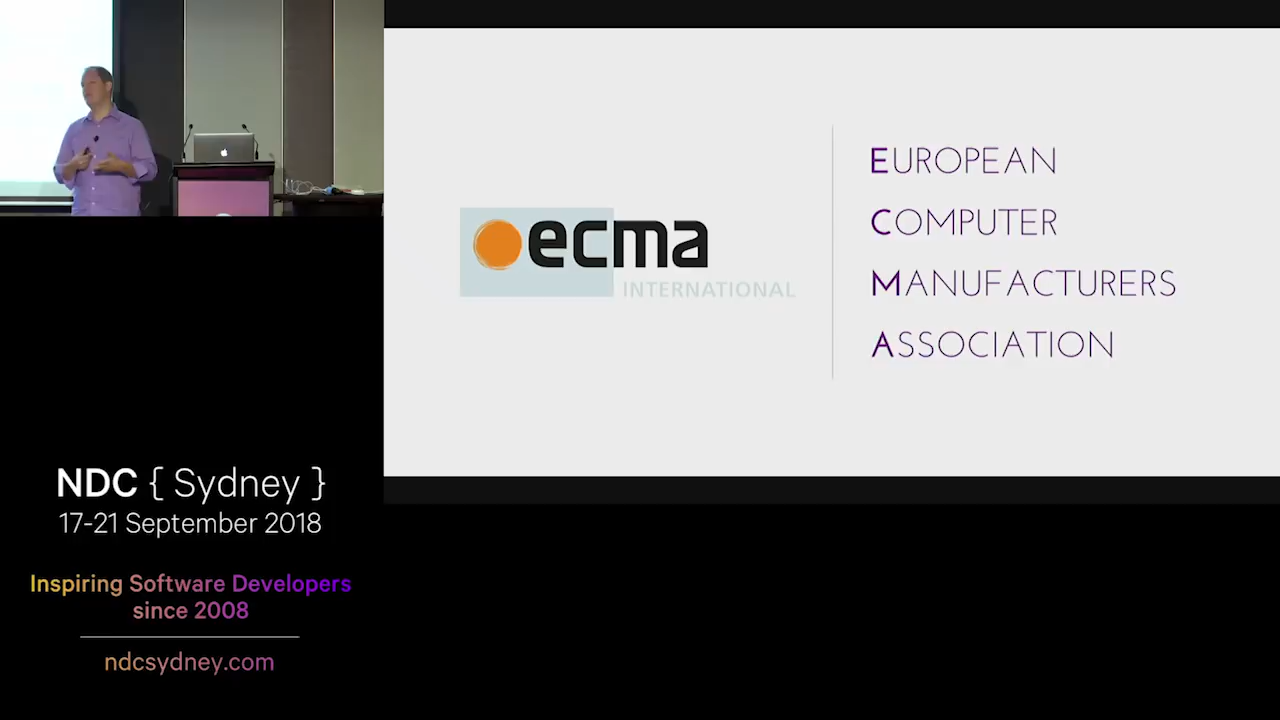 ecma
INTERNATIONAL
EUROPEAN
COMPUTER
MANUFACTURERS
ASSOCIATION
NDC { Sydney }
17-21 September 2018
Inspiring Software Developers
since 2008
ndcsydney.com